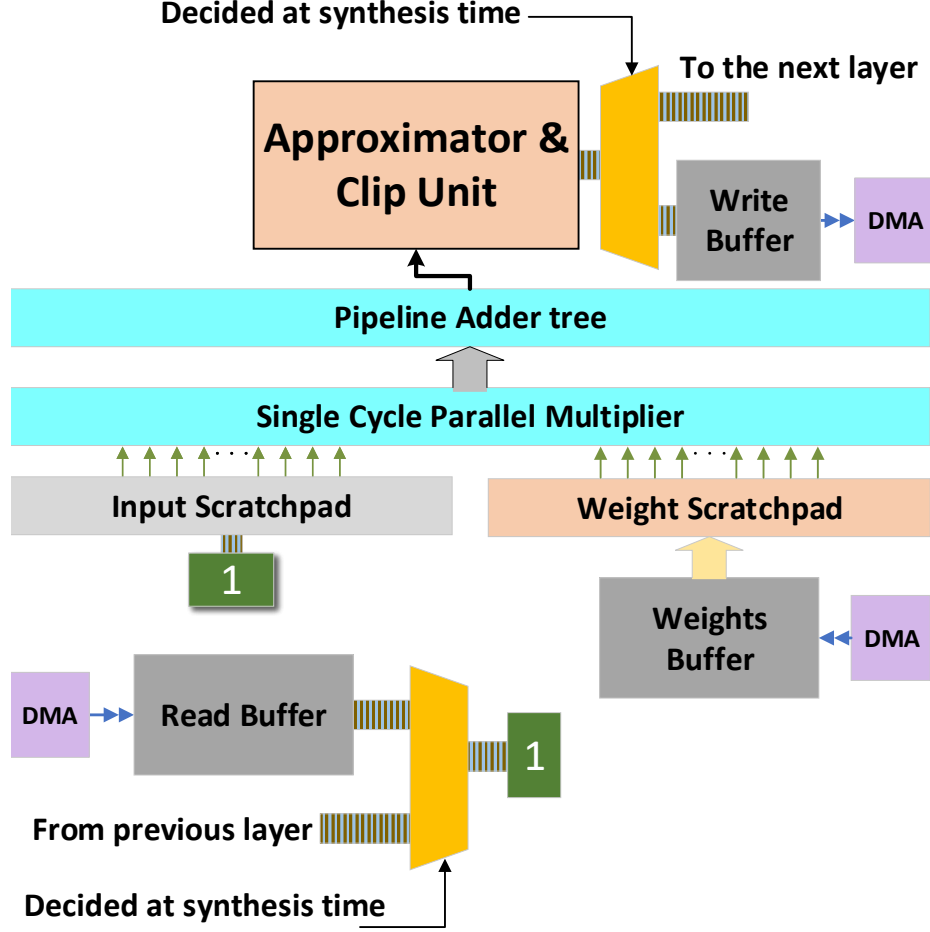 Decided at synthesis time
To the next layer
Approximator &
Clip Unit
Write
Buffer
DMA
Pipeline Adder tree
Single Cycle Parallel Multiplier
Input Scratchpad
Weight Scratchpad
1
Weights
Buffer
DMA
DMA
Read Buffer
1
From previous layer
Decided at synthesis time